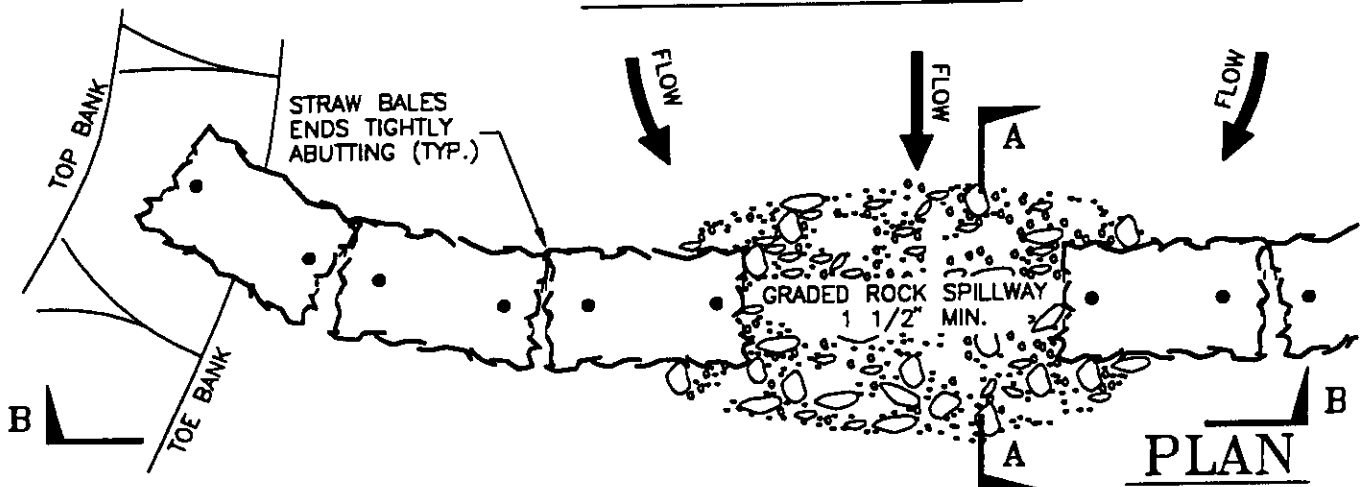 FLOW
FLOW
FLOW
TOP BANK
STRAW BALES
ENDS TIGHTLY
ABUTTING (TYP.)
A
GRADED ROCK SPILLWAY
1 1/2" MIN.
B
TOE BANK
A
B
PLAN